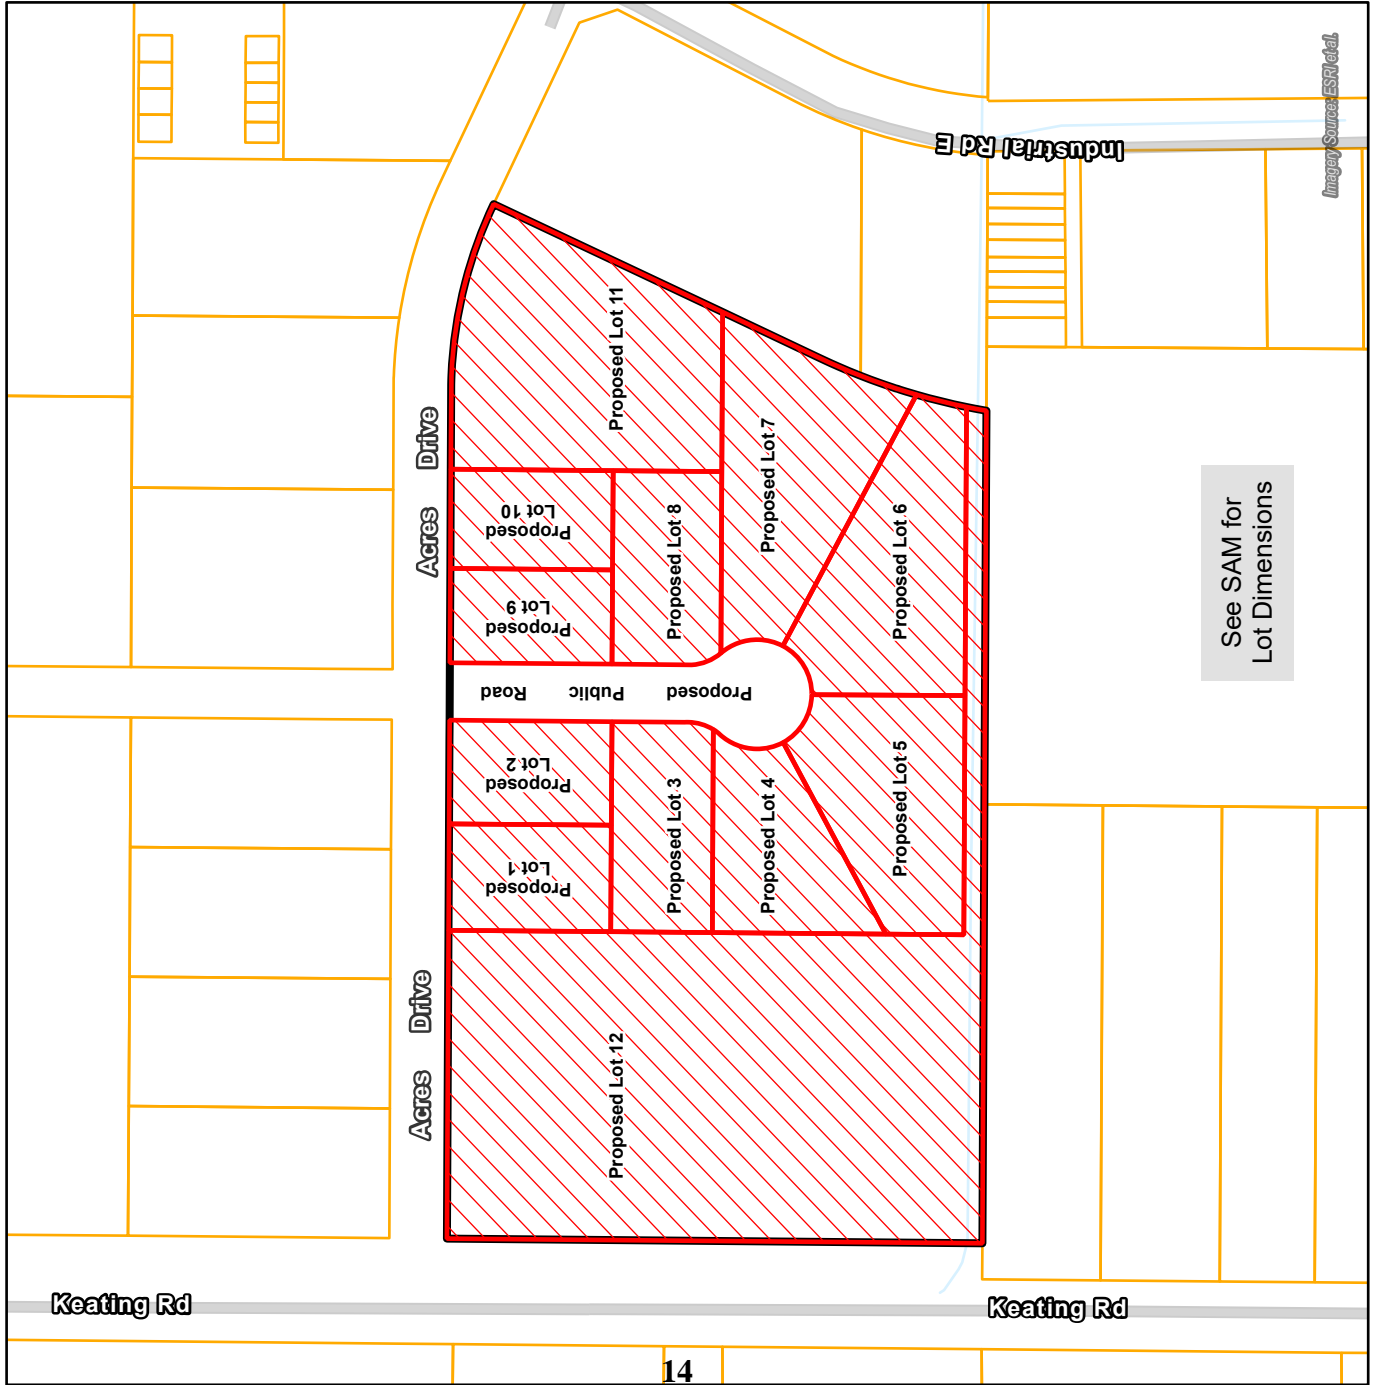 Imagery Source: ESRI et al.
Industrial Rd E
Proposed Lot 11
Acres Drive
Proposed Lot 7
Proposed
Lot 10
Proposed Lot 8
Proposed Lot 6
See SAM for
Lot Dimensions
Proposed
Lot 9
Proposed Public Road
Proposed
Lot 2
Proposed Lot 5
Proposed Lot 3
Proposed Lot 4
Proposed
Lot 1
Acres Drive
Proposed Lot 12
Keating Rd
Keating Rd
14